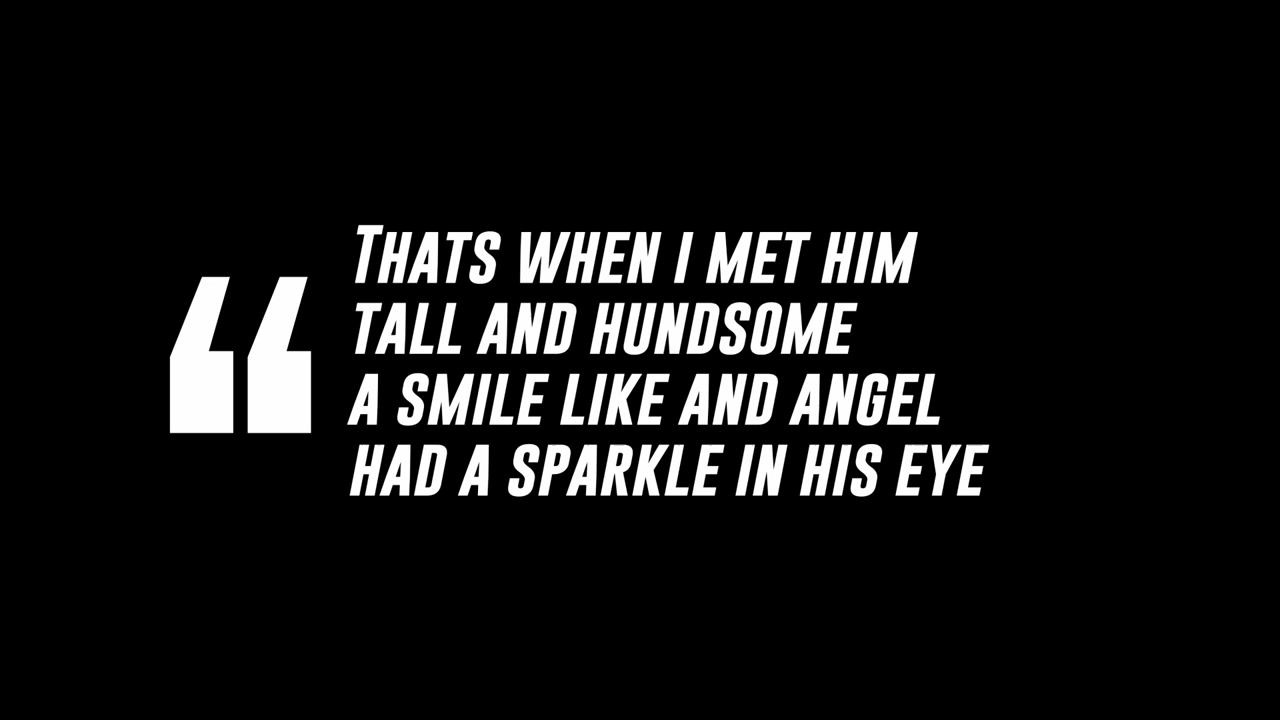 “
THATS WHEN I MET HIM
TALL AND HUNDSOME
A SMILE LIKE AND ANGEL
HAD A SPARKLE IN HIS EYE